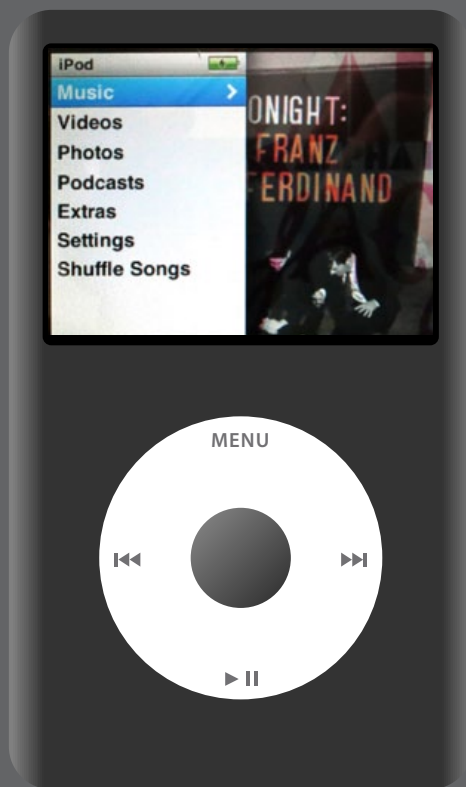 iPod
Music
Videos
Photos
Podcasts
Extras
Settings
Shuffle Songs
ONIGHT:
FRANZ
FERDINAND
MENU